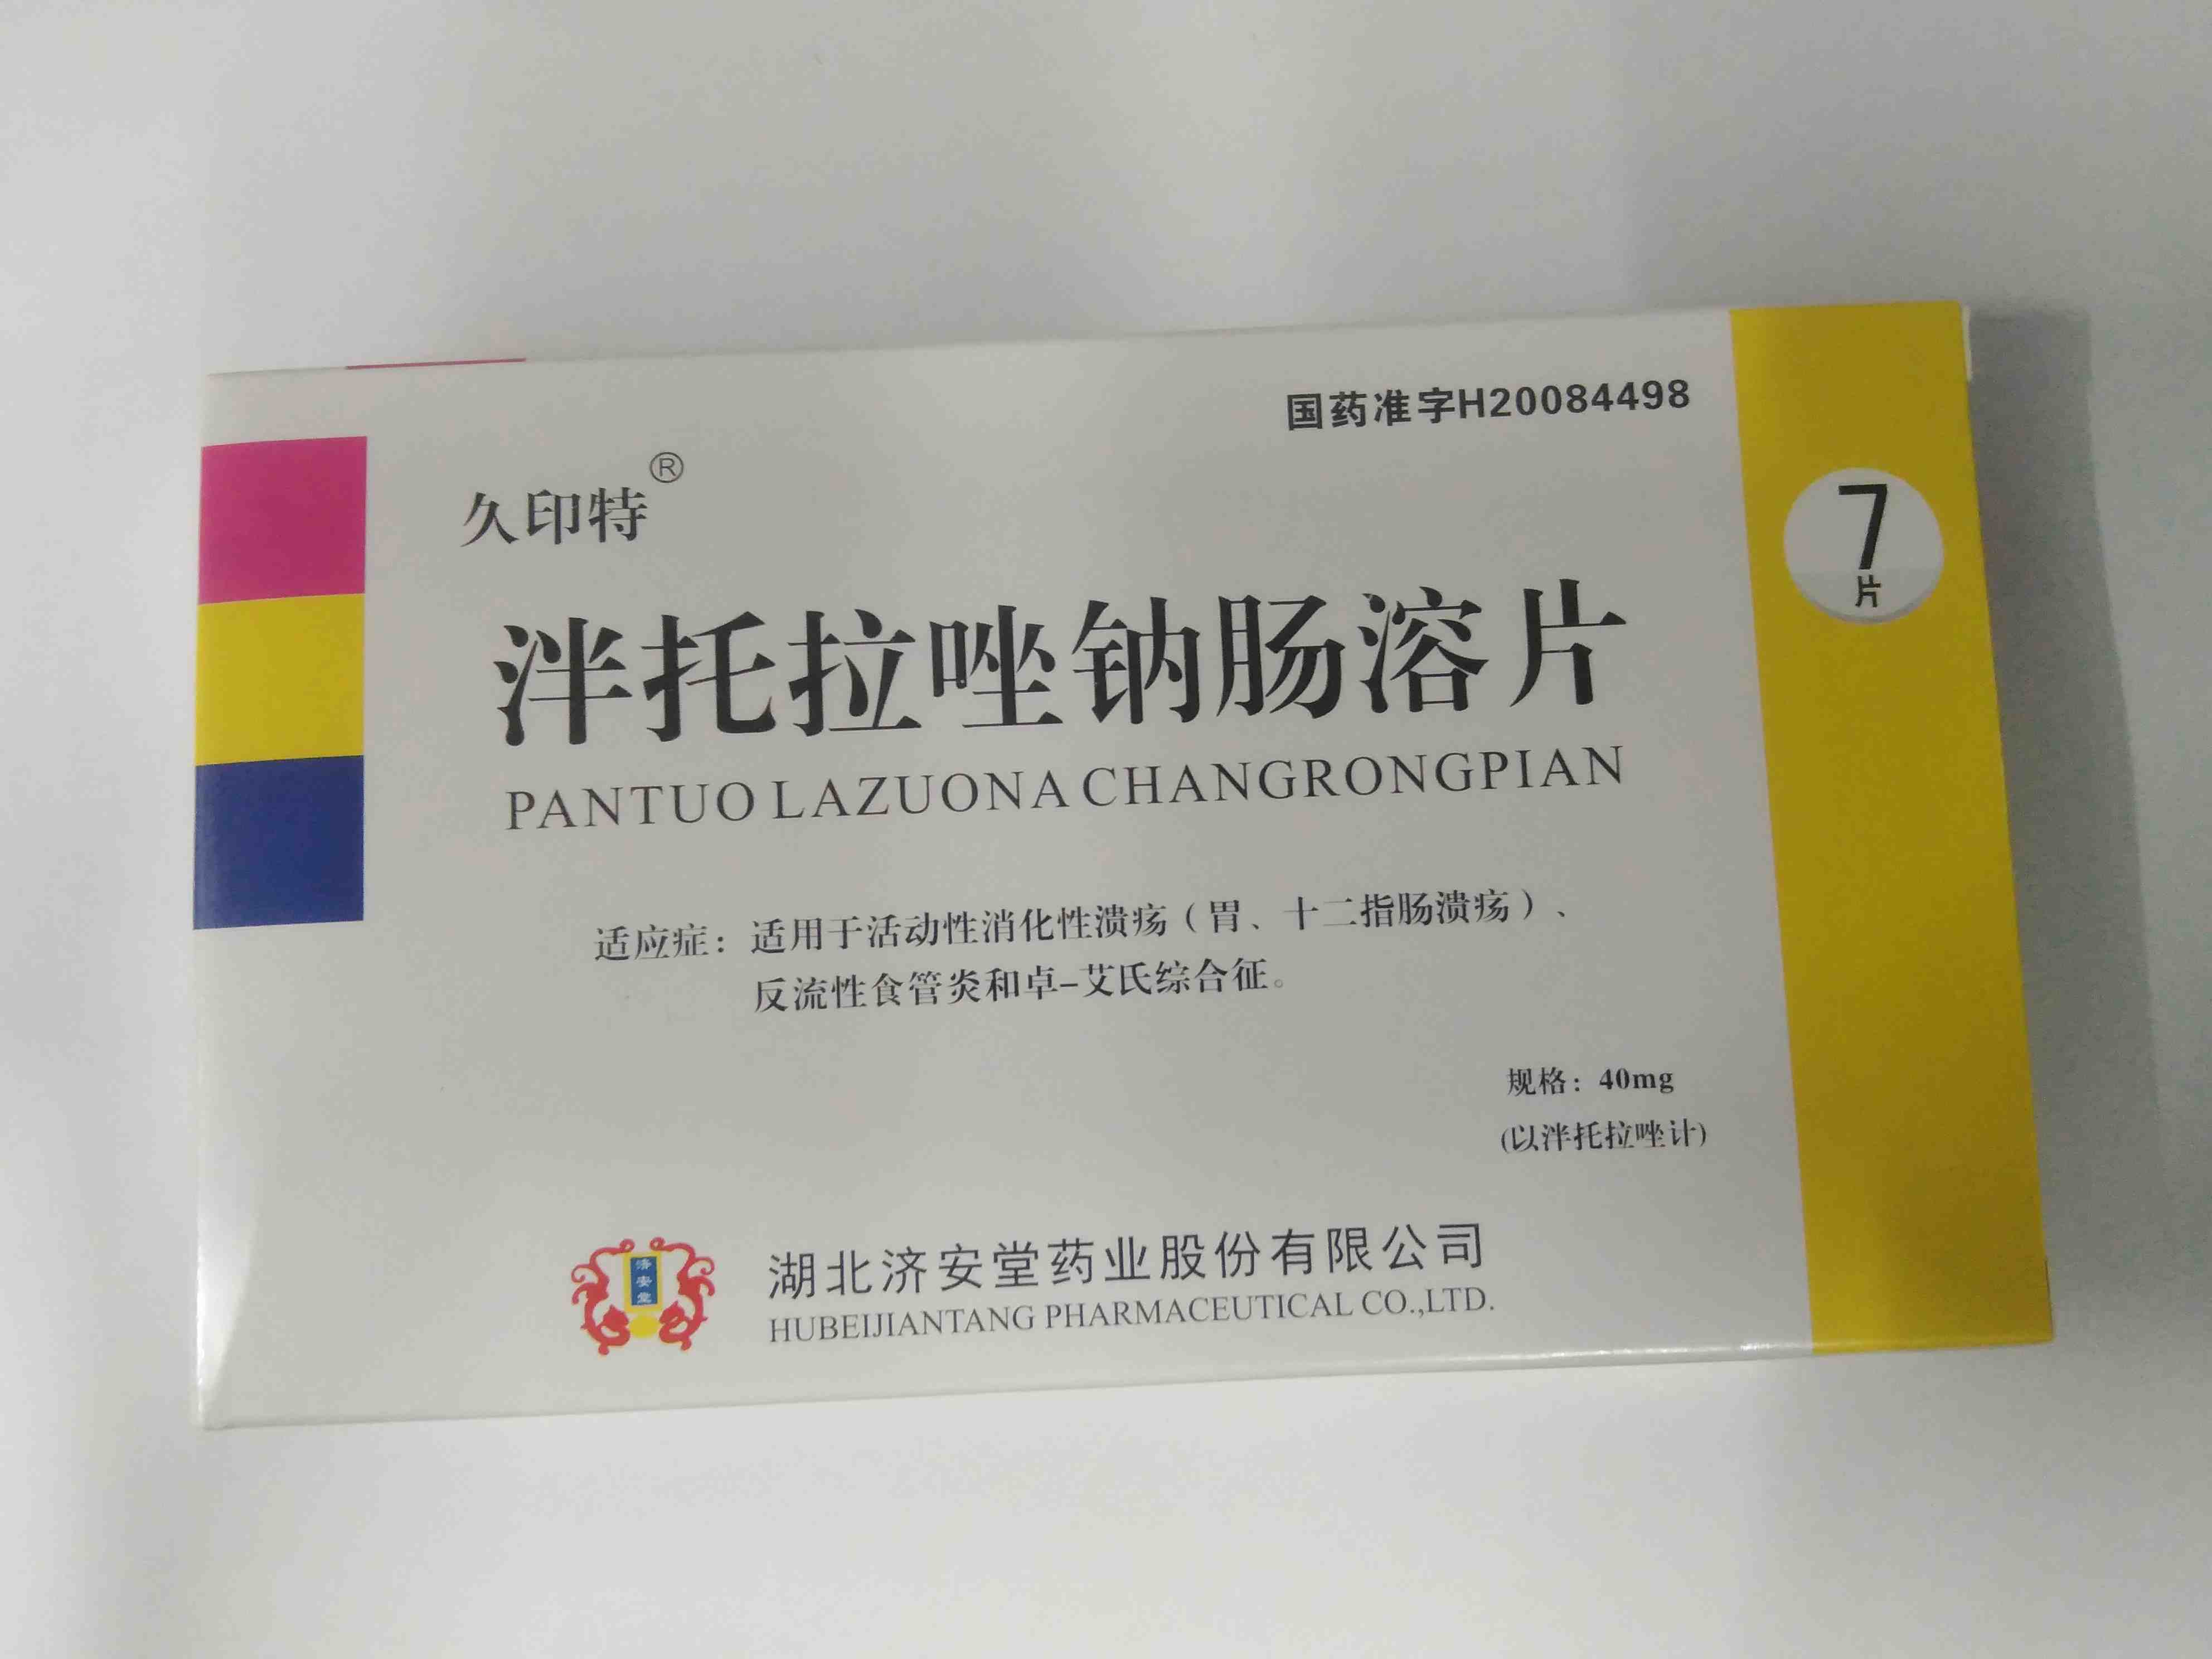 国药准字H20084498
久印特®
7
片
泮托拉唑钠肠溶片
PANTUO LAZUONA CHANGRONGPIAN
适应症：适用于活动性消化性溃疡（胃、十二指肠溃疡）、
反流性食管炎和卓-艾氏综合征。
规格：40mg
(以泮托拉唑计)
济安堂
湖北济安堂药业股份有限公司
HUBEIJIANTANG PHARMACEUTICAL CO.,LTD.